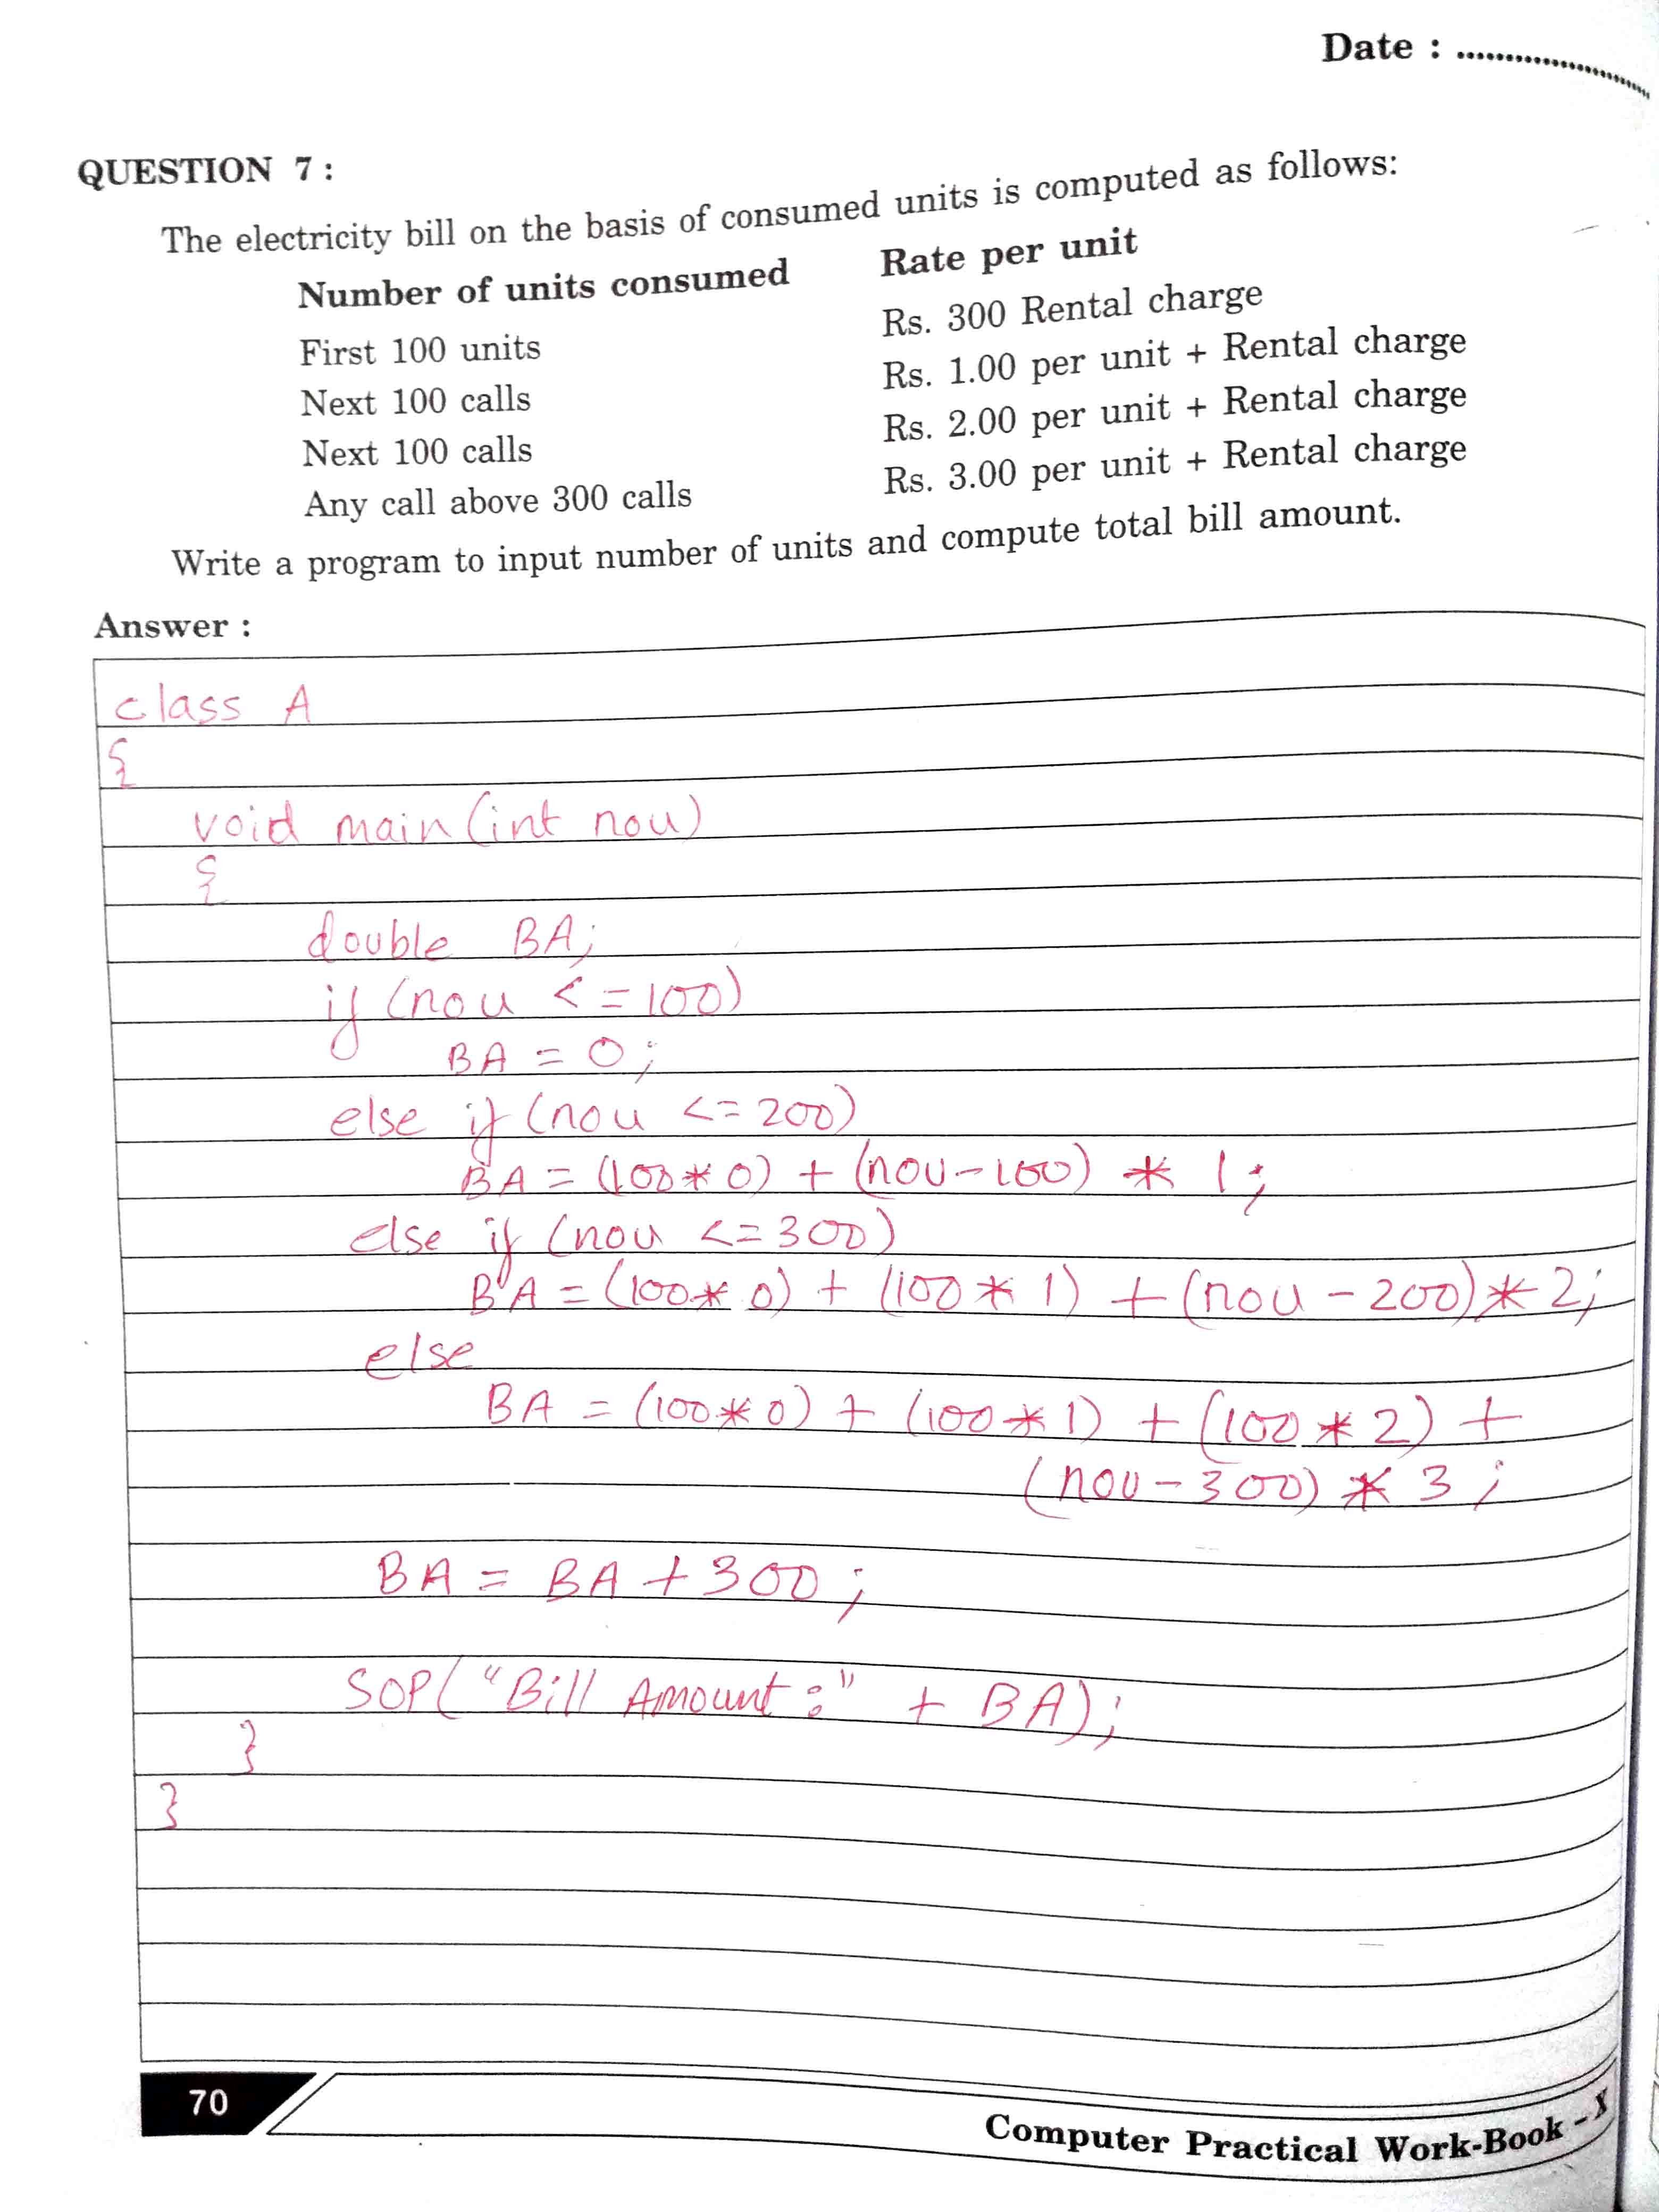 Date : ....................
QUESTION 7 :
The electricity bill on the basis of consumed units is computed as follows:
Number of units consumed Rate per unit
First 100 units Rs. 300 Rental charge
Next 100 calls Rs. 1.00 per unit + Rental charge
Next 100 calls Rs. 2.00 per unit + Rental charge
Any call above 300 calls Rs. 3.00 per unit + Rental charge
Write a program to input number of units and compute total bill amount.
Answer :
class A
{
void main (int nou)
{
double BA;
if (nou <= 100)
BA = 0;
else if (nou <= 200)
BA = (100 * 0) + (nou - 100) * 1;
else if (nou <= 300)
BA = (100 * 0) + (100 * 1) + (nou - 200) * 2;
else
BA = (100 * 0) + (100 * 1) + (100 * 2) +
(nou - 300) * 3;
BA = BA + 300;
SOP("Bill Amount :" + BA);
}
}
70
Computer Practical Work-Book - X